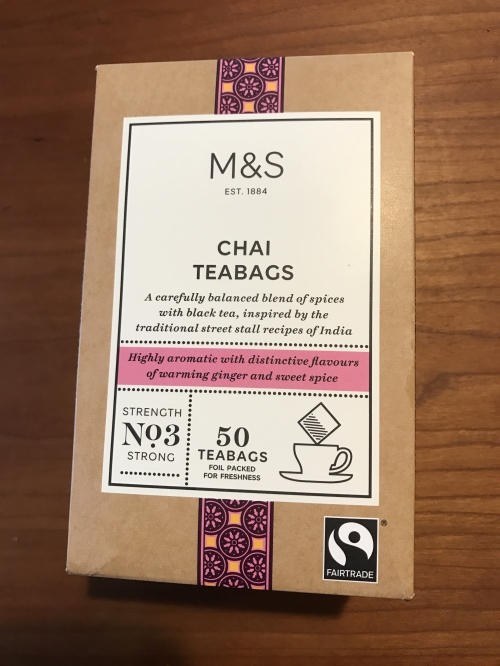 M&S
EST. 1884
CHAI
TEABAGS
A carefully balanced blend of spices
with black tea, inspired by the
traditional street stall recipes of India
Highly aromatic with distinctive flavours
of warming ginger and sweet spice
STRENGTH
No3
STRONG
50
TEABAGS
FOIL PACKED
FOR FRESHNESS
®
FAIRTRADE